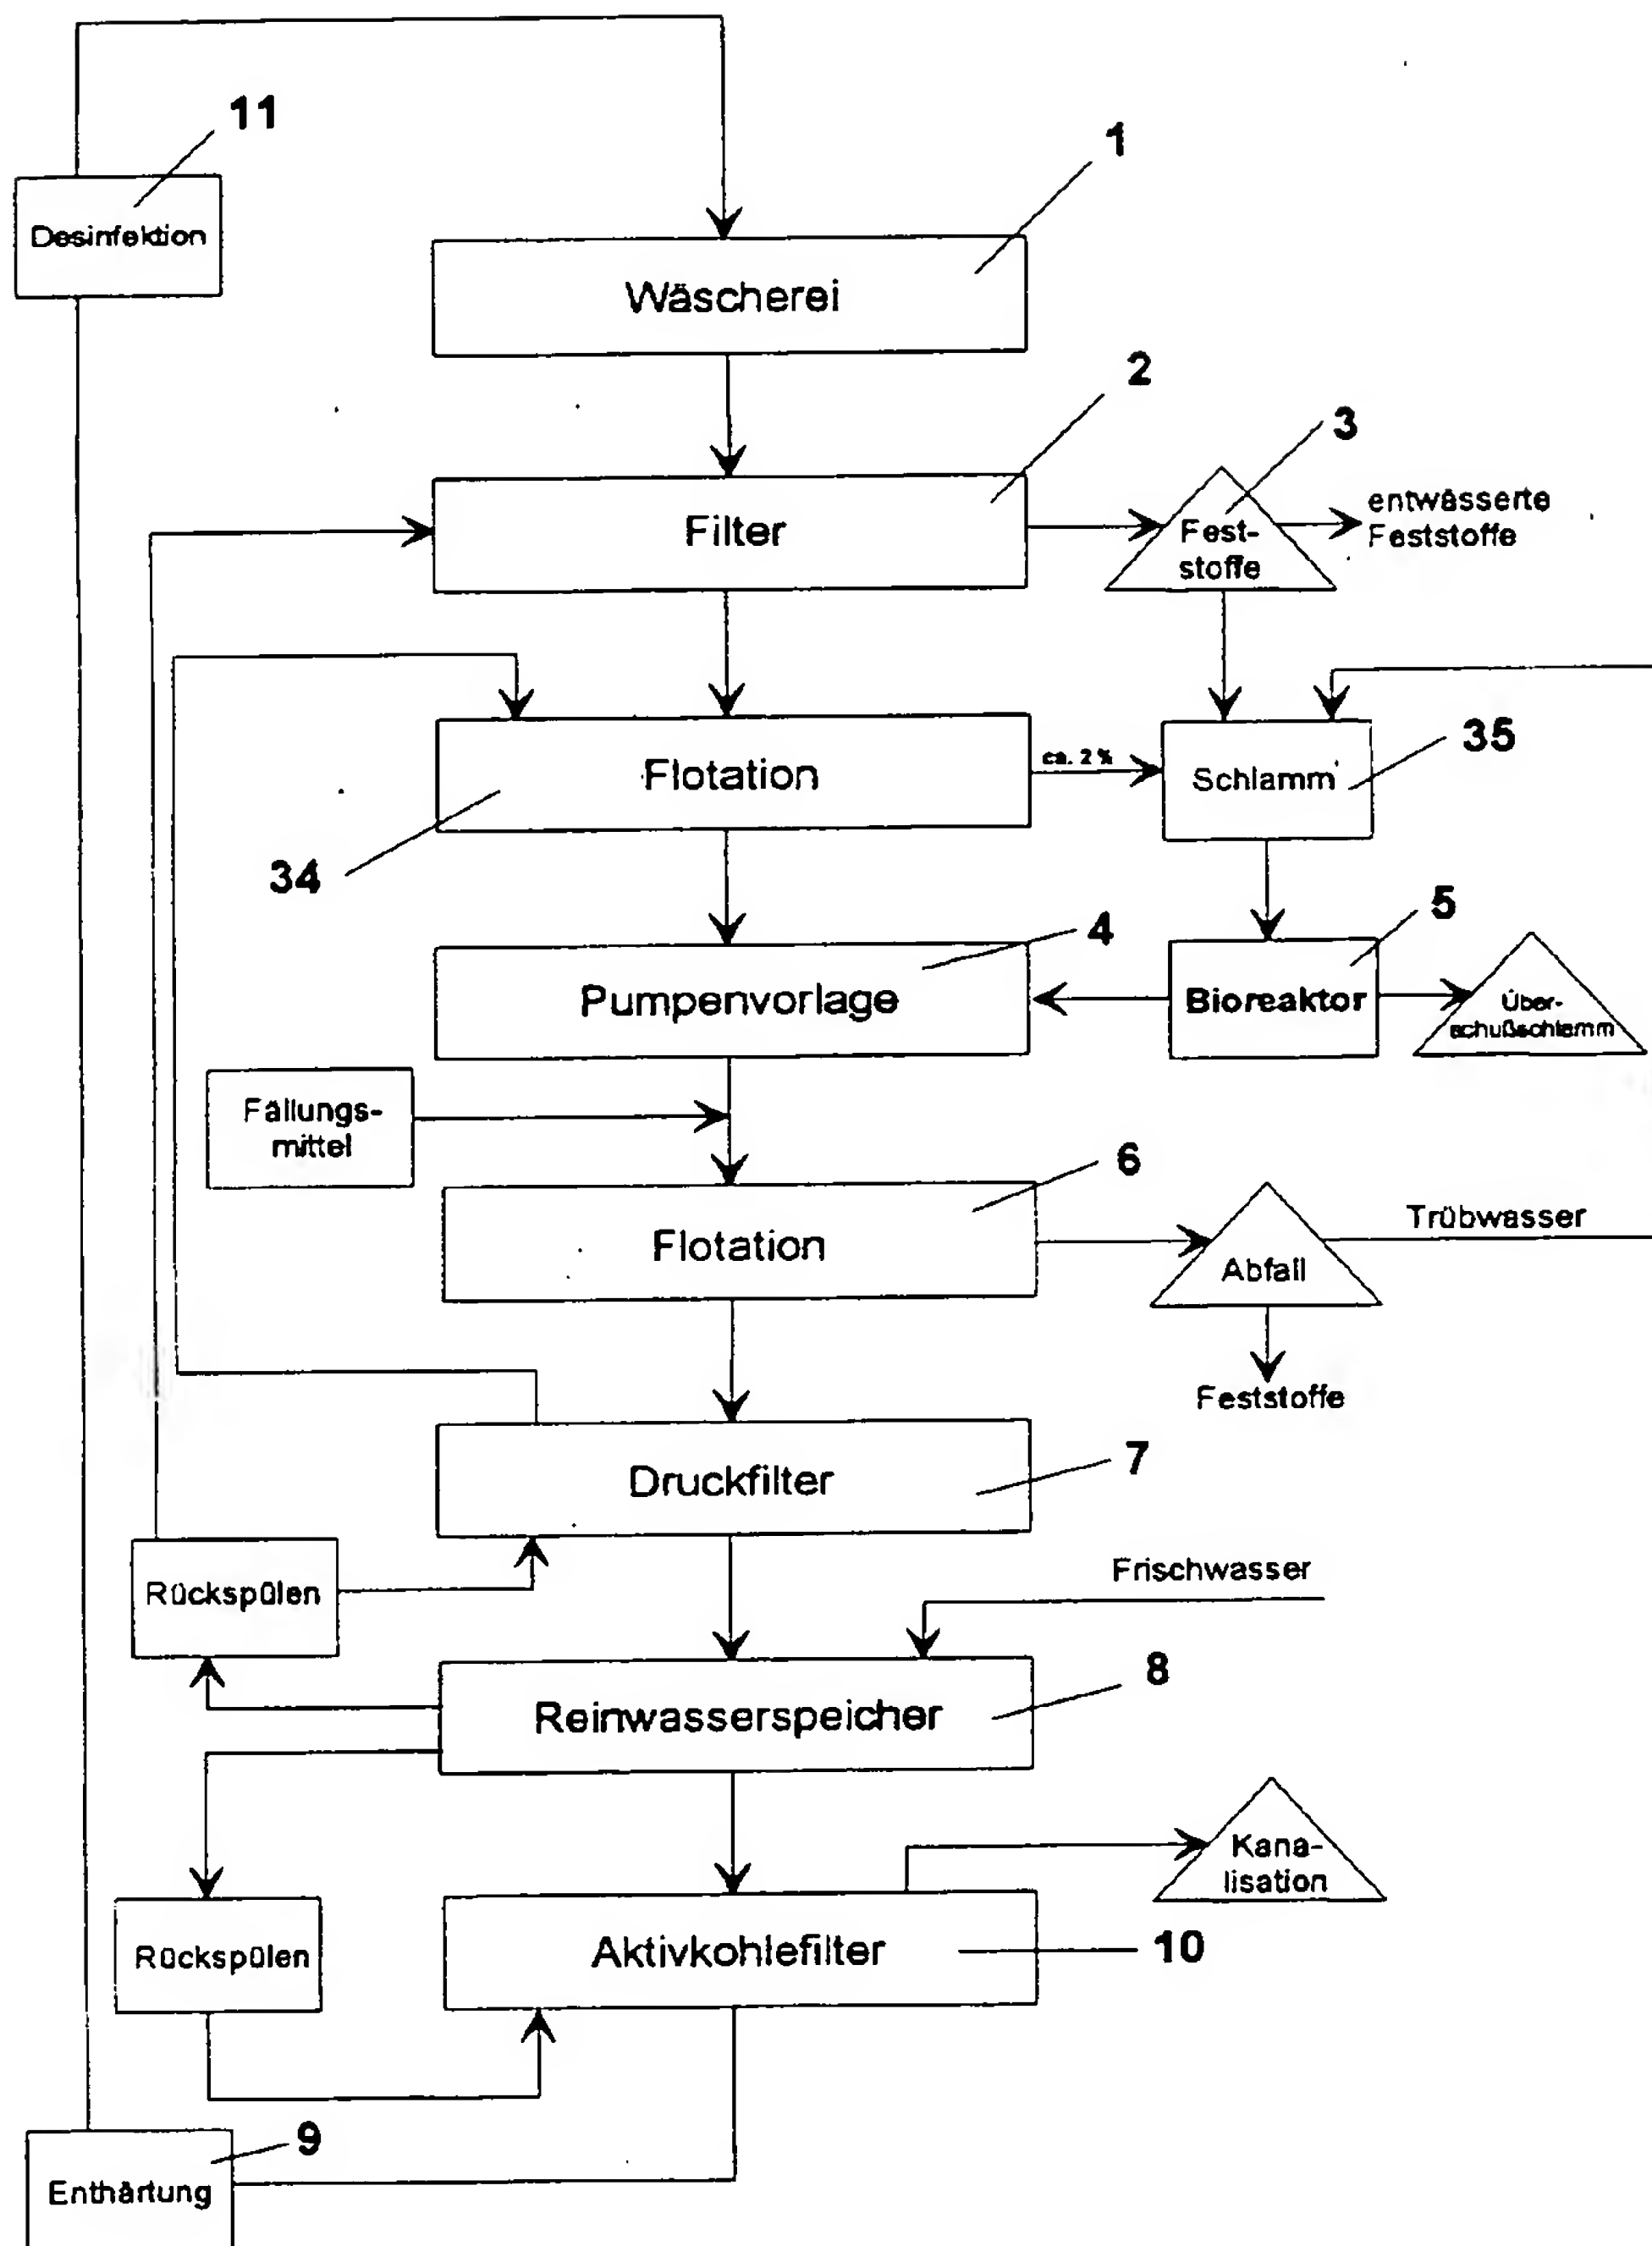 11
1
Desinfektion
Wäscherei
2
3
entwässerte
Feststoffe
Filter
Fest-
stoffe
35
Flotation
ca. 2 %
Schlamm
34
5
4
Pumpenvorlage
Bioreaktor
Über-
schußschlamm
Fällungs-
mittel
6
Trübwasser
Flotation
Abfall
Feststoffe
7
Druckfilter
Frischwasser
Rückspülen
8
Reinwasserspeicher
Kana-
lisation
Aktivkohlefilter
10
Rückspülen
9
Enthärtung